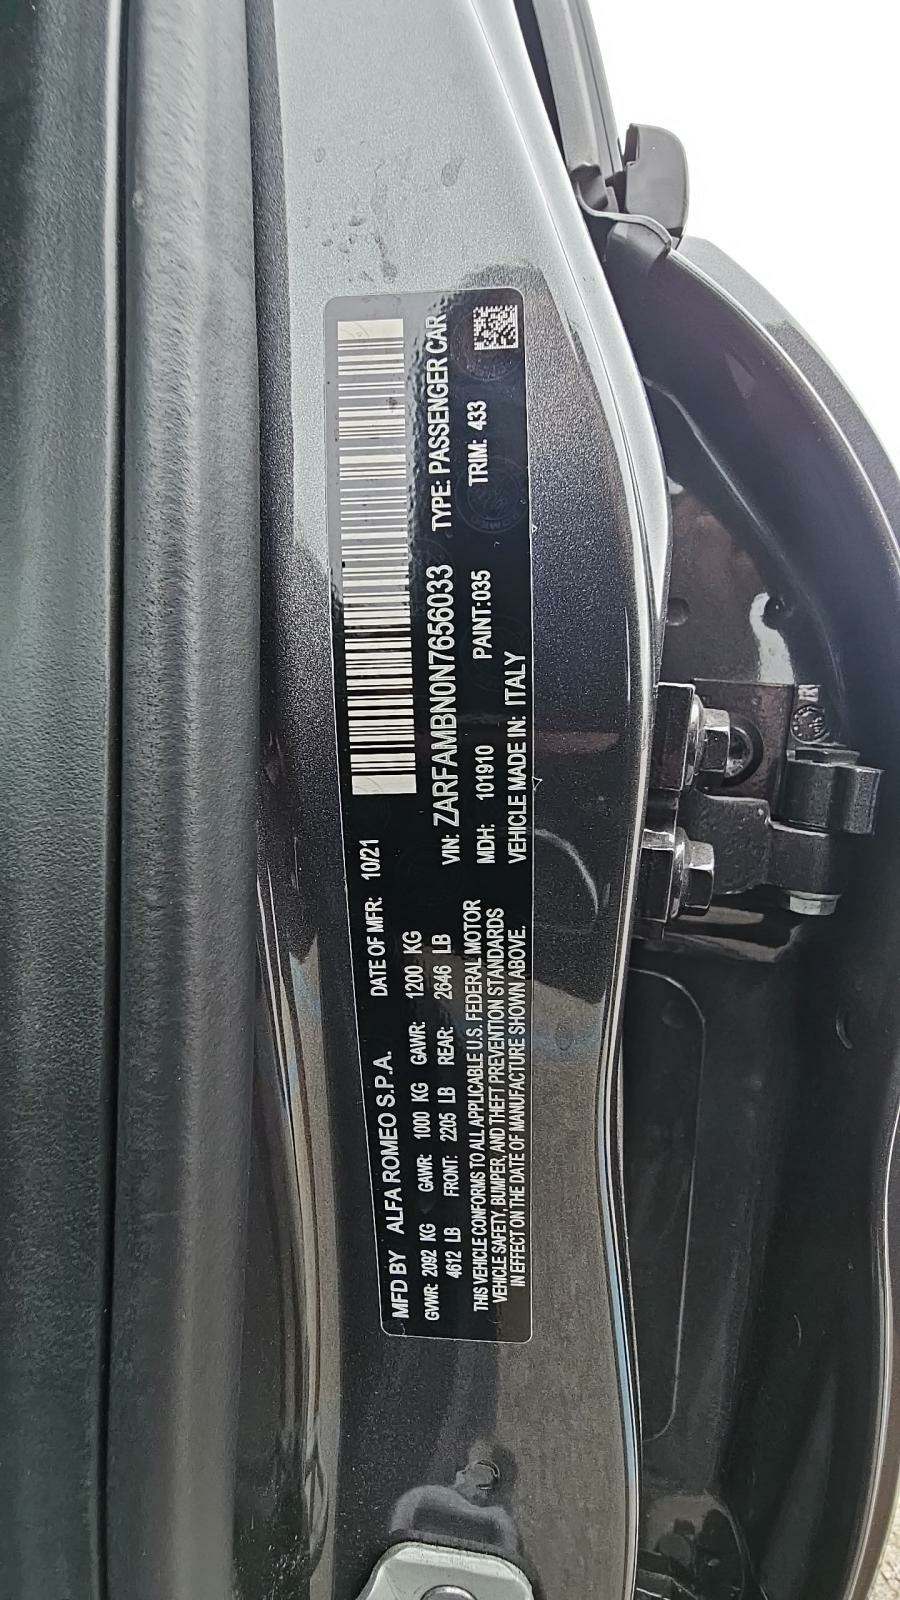 MFD BY ALFA ROMEO S.P.A. DATE OF MFR: 10/21
GVWR: 2092 KG GAWR: 1000 KG GAWR: 1200 KG
4612 LB FRONT: 2205 LB REAR: 2646 LB
THIS VEHICLE CONFORMS TO ALL APPLICABLE U.S. FEDERAL MOTOR
VEHICLE SAFETY, BUMPER, AND THEFT PREVENTION STANDARDS
IN EFFECT ON THE DATE OF MANUFACTURE SHOWN ABOVE.
VIN: ZARFAMBN0N7656033 TYPE: PASSENGER CAR
MDH: 101910 PAINT:035 TRIM: 433
VEHICLE MADE IN: ITALY